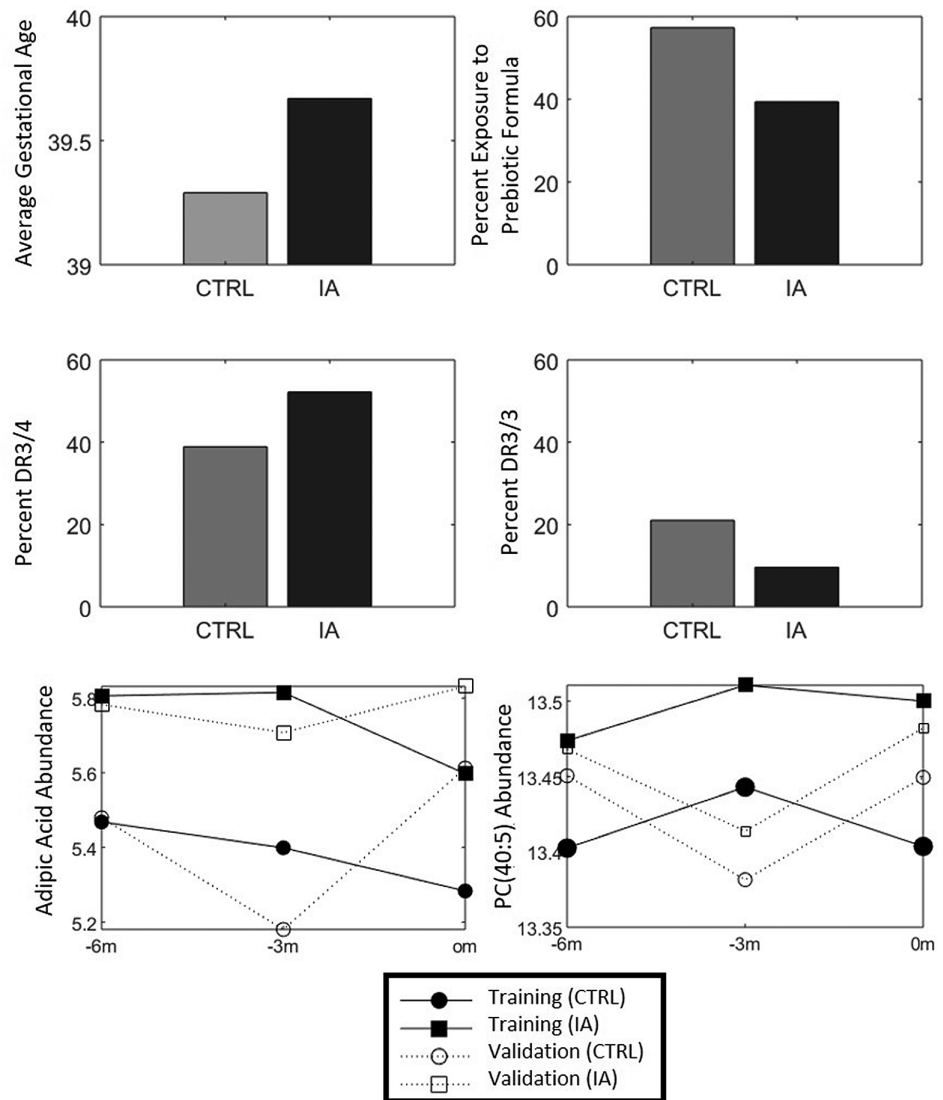 Average Gestational Age
40
39.5
39
CTRL IA
Percent Exposure to
Prebiotic Formula
60
40
20
0
CTRL IA
Percent DR3/4
60
40
20
0
CTRL IA
Percent DR3/3
60
40
20
0
CTRL IA
Adipic Acid Abundance
5.8
5.6
5.4
5.2
-6m -3m om
PC(40:5) Abundance
13.5
13.45
13.4
13.35
-6m -3m 0m
Training (CTRL)
Training (IA)
Validation (CTRL)
Validation (IA)